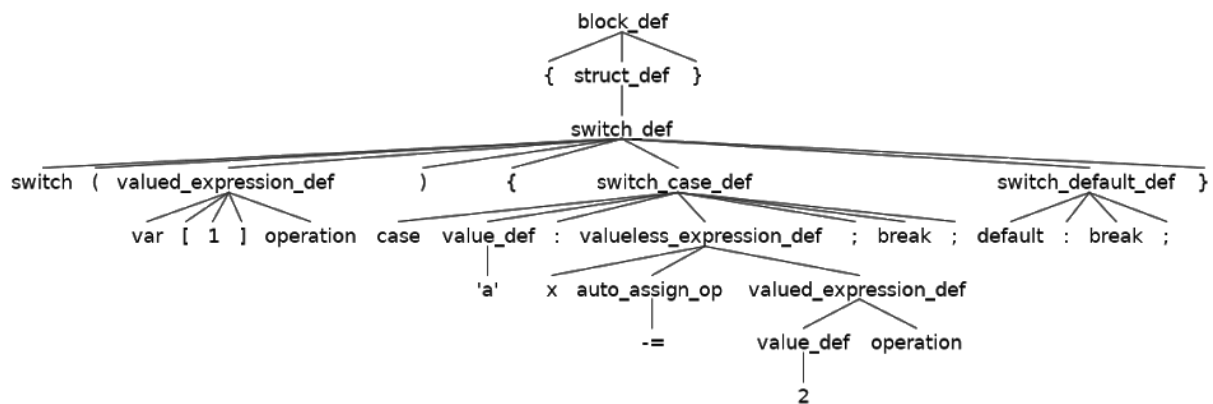 block_def
{ struct_def }
switch_def
switch ( valued_expression_def ) { switch_case_def switch_default_def }
var [ 1 ] operation case value_def : valueless_expression_def ; break ; default : break ;
'a' x auto_assign_op valued_expression_def
-= value_def operation
2